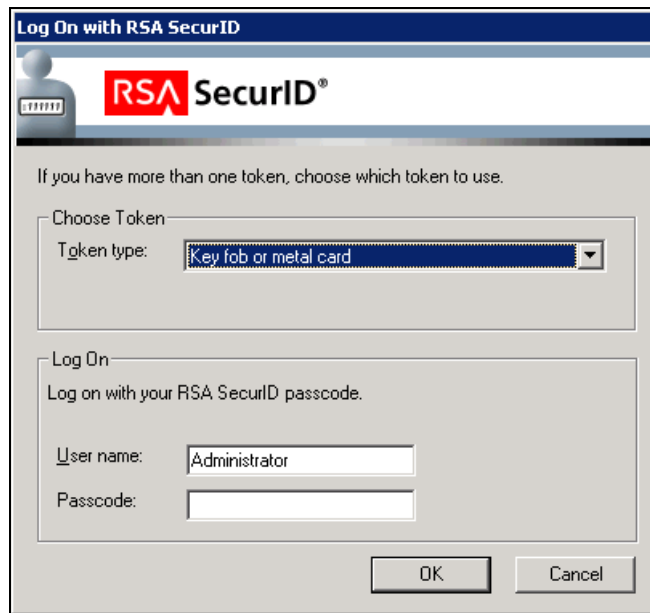 Log On with RSA SecurID
RSA SecurID®
If you have more than one token, choose which token to use.
Choose Token
Token type: Key fob or metal card
Log On
Log on with your RSA SecurID passcode.
User name: Administrator
Passcode:
OK Cancel